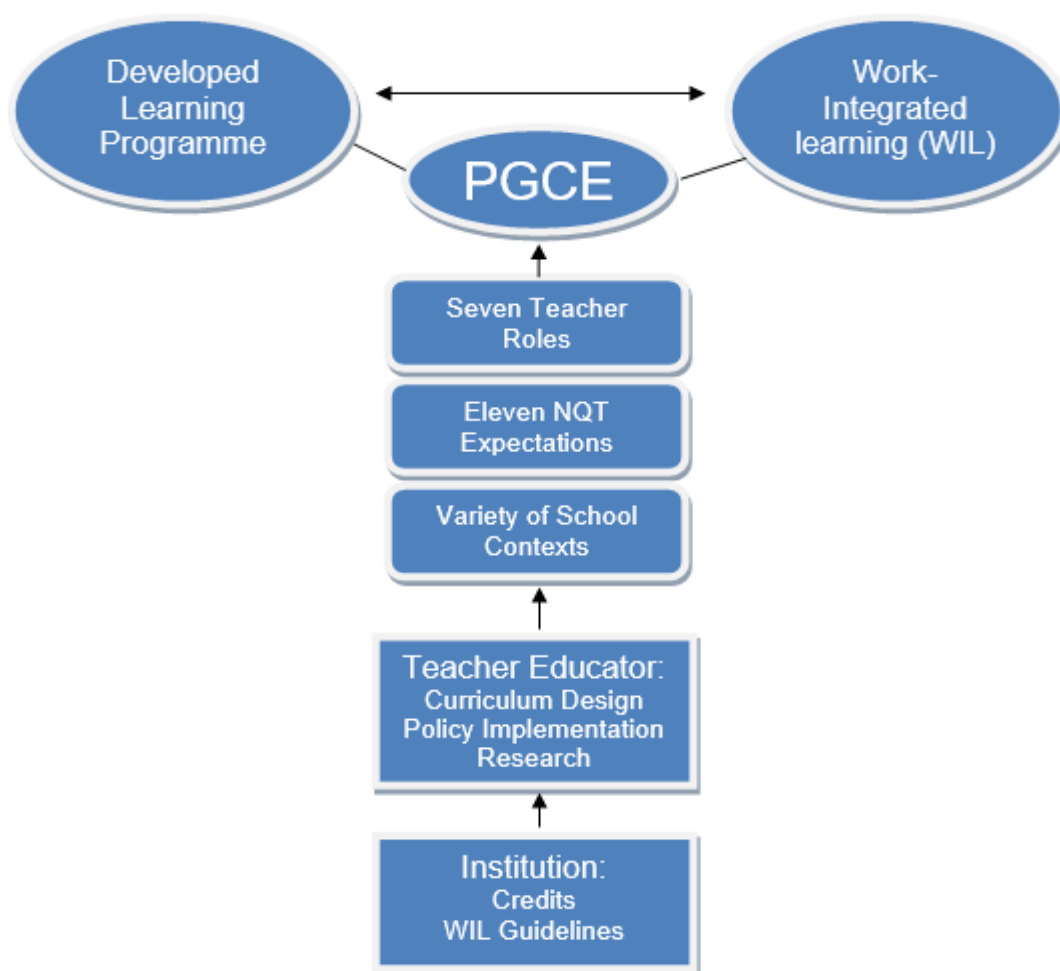 Developed
Learning
Programme
Work-
Integrated
learning (WIL)
PGCE
Seven Teacher
Roles
Eleven NQT
Expectations
Variety of School
Contexts
Teacher Educator:
Curriculum Design
Policy Implementation
Research
Institution:
Credits
WIL Guidelines